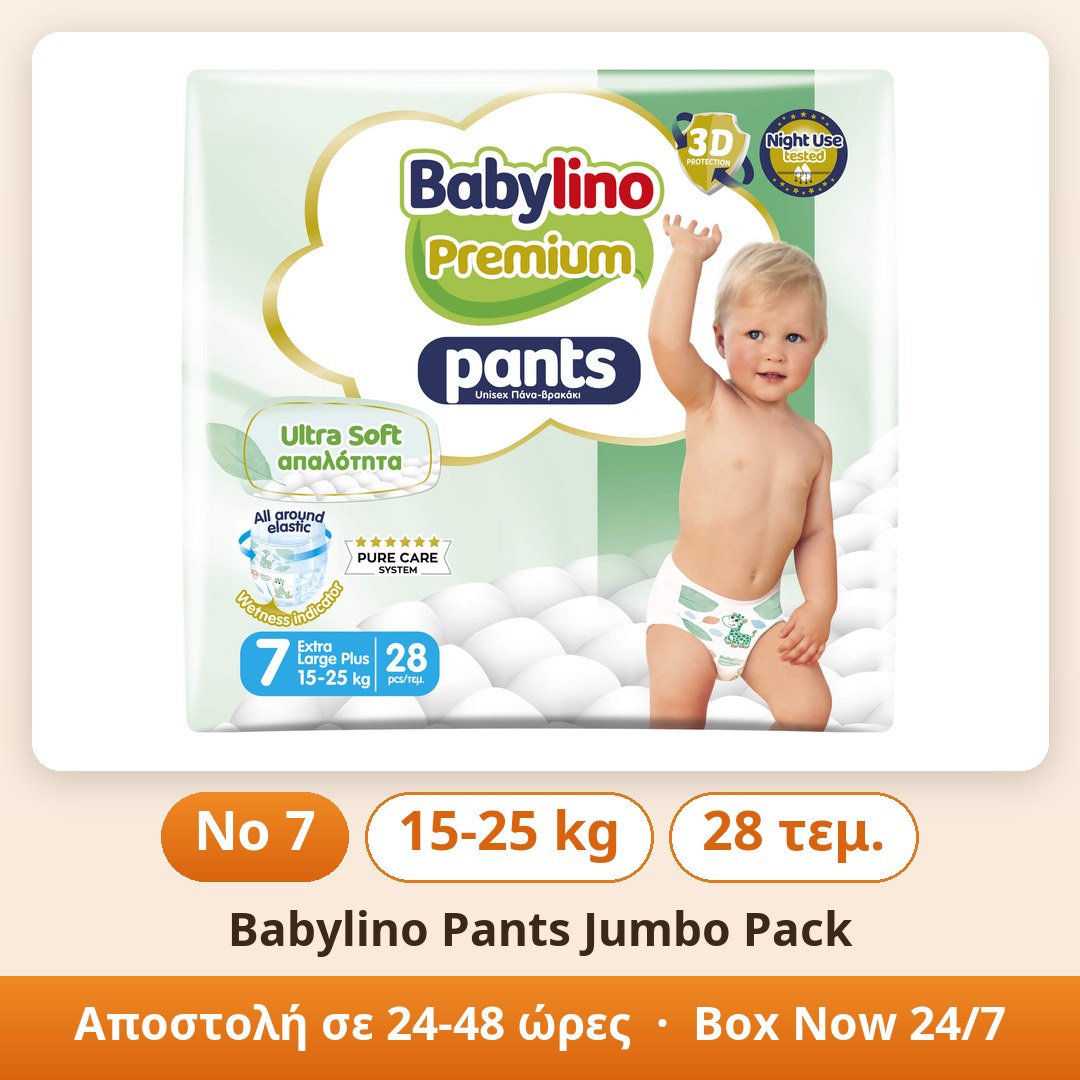 Babylino
Premium
pants
Unisex Πάνα-βρακάκι
3D
PROTECTION
Night Use
tested
Ultra Soft
απαλότητα
All around
elastic
Wetness indicator
PURE CARE
SYSTEM
7 Extra
Large Plus
15-25 kg
28
pcs/τεμ.
No 7
15-25 kg
28 τεμ.
Babylino Pants Jumbo Pack
Αποστολή σε 24-48 ώρες · Box Now 24/7